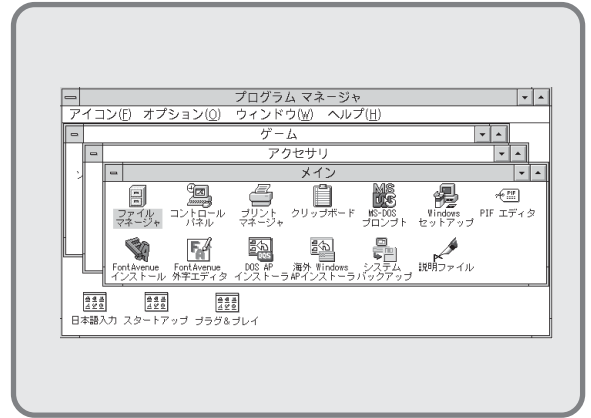 プログラム マネージャ
アイコン(F) オプション(O) ウィンドウ(W) ヘルプ(H)
ゲーム
アクセサリ
メイン
ファイル
マネージャ
コントロール
パネル
プリント
マネージャ
クリップボード
MS-DOS
プロンプト
Windows
セットアップ
PIF
PIF エディタ
FontAvenue
インストール
FontAvenue
外字エディタ
DOS AP
インストーラ
海外 Windows
APインストーラ
システム
バックアップ
説明ファイル
日本語入力
スタートアップ
プラグ&プレイ